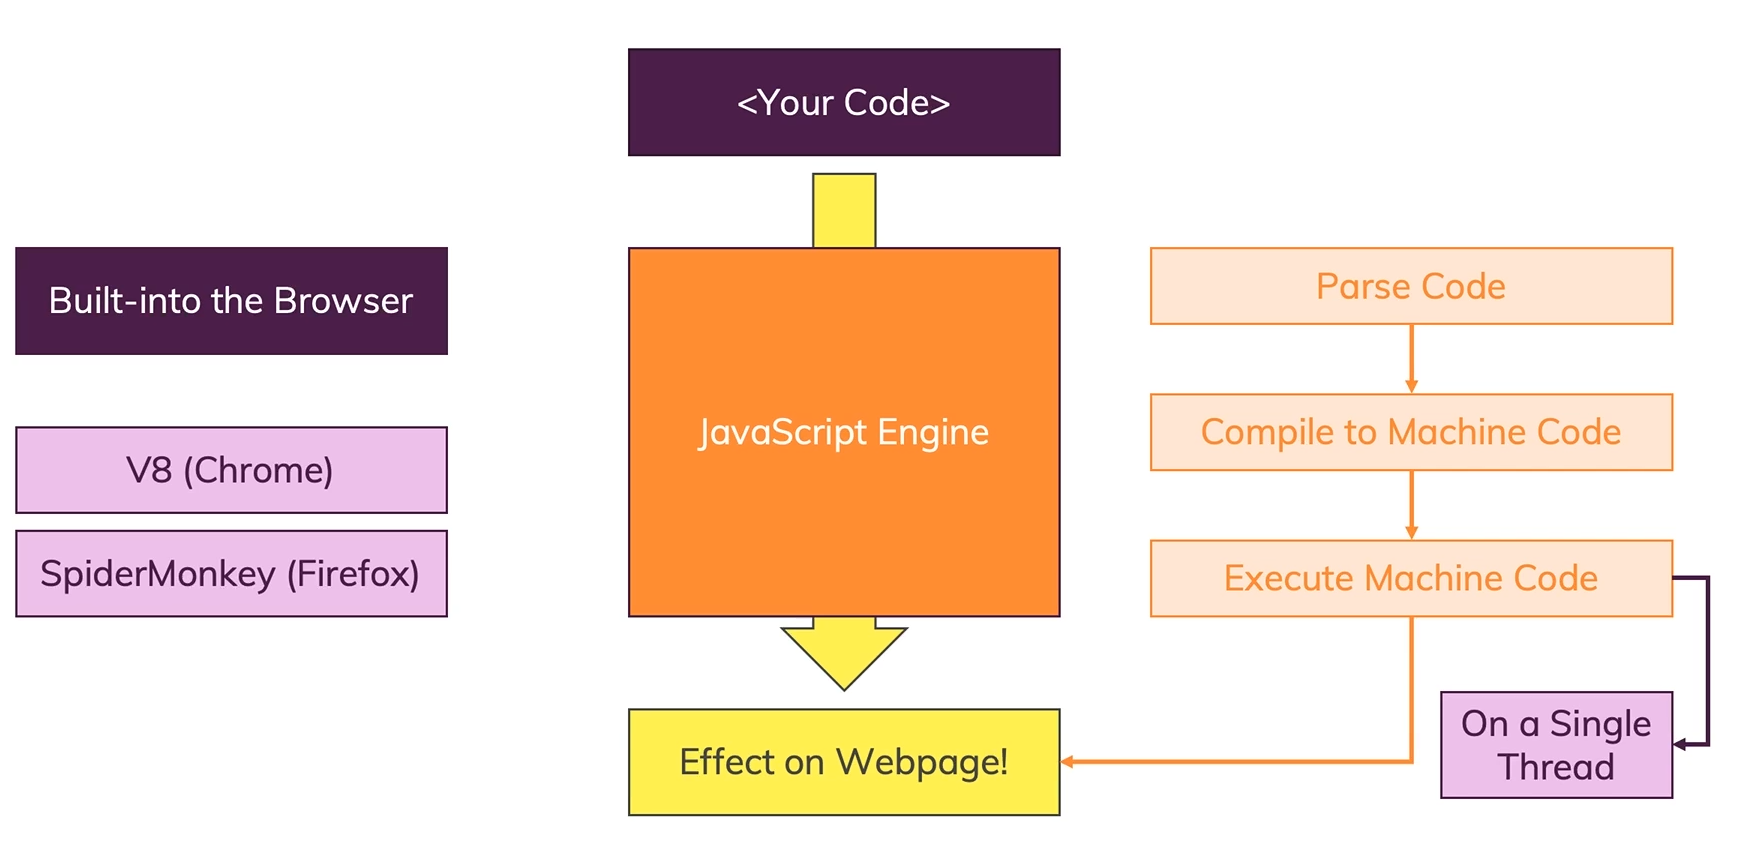 <Your Code>
Built-into the Browser
V8 (Chrome)
SpiderMonkey (Firefox)
JavaScript Engine
Effect on Webpage!
Parse Code
Compile to Machine Code
Execute Machine Code
On a Single
Thread